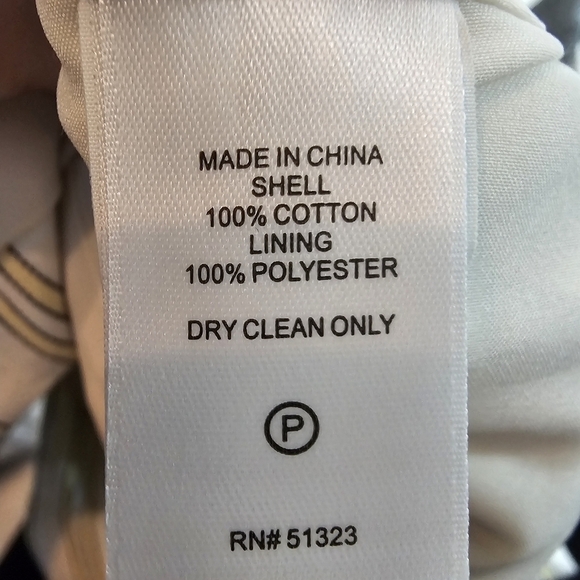 MADE IN CHINA
SHELL
100% COTTON
LINING
100% POLYESTER
DRY CLEAN ONLY
P
RN# 51323